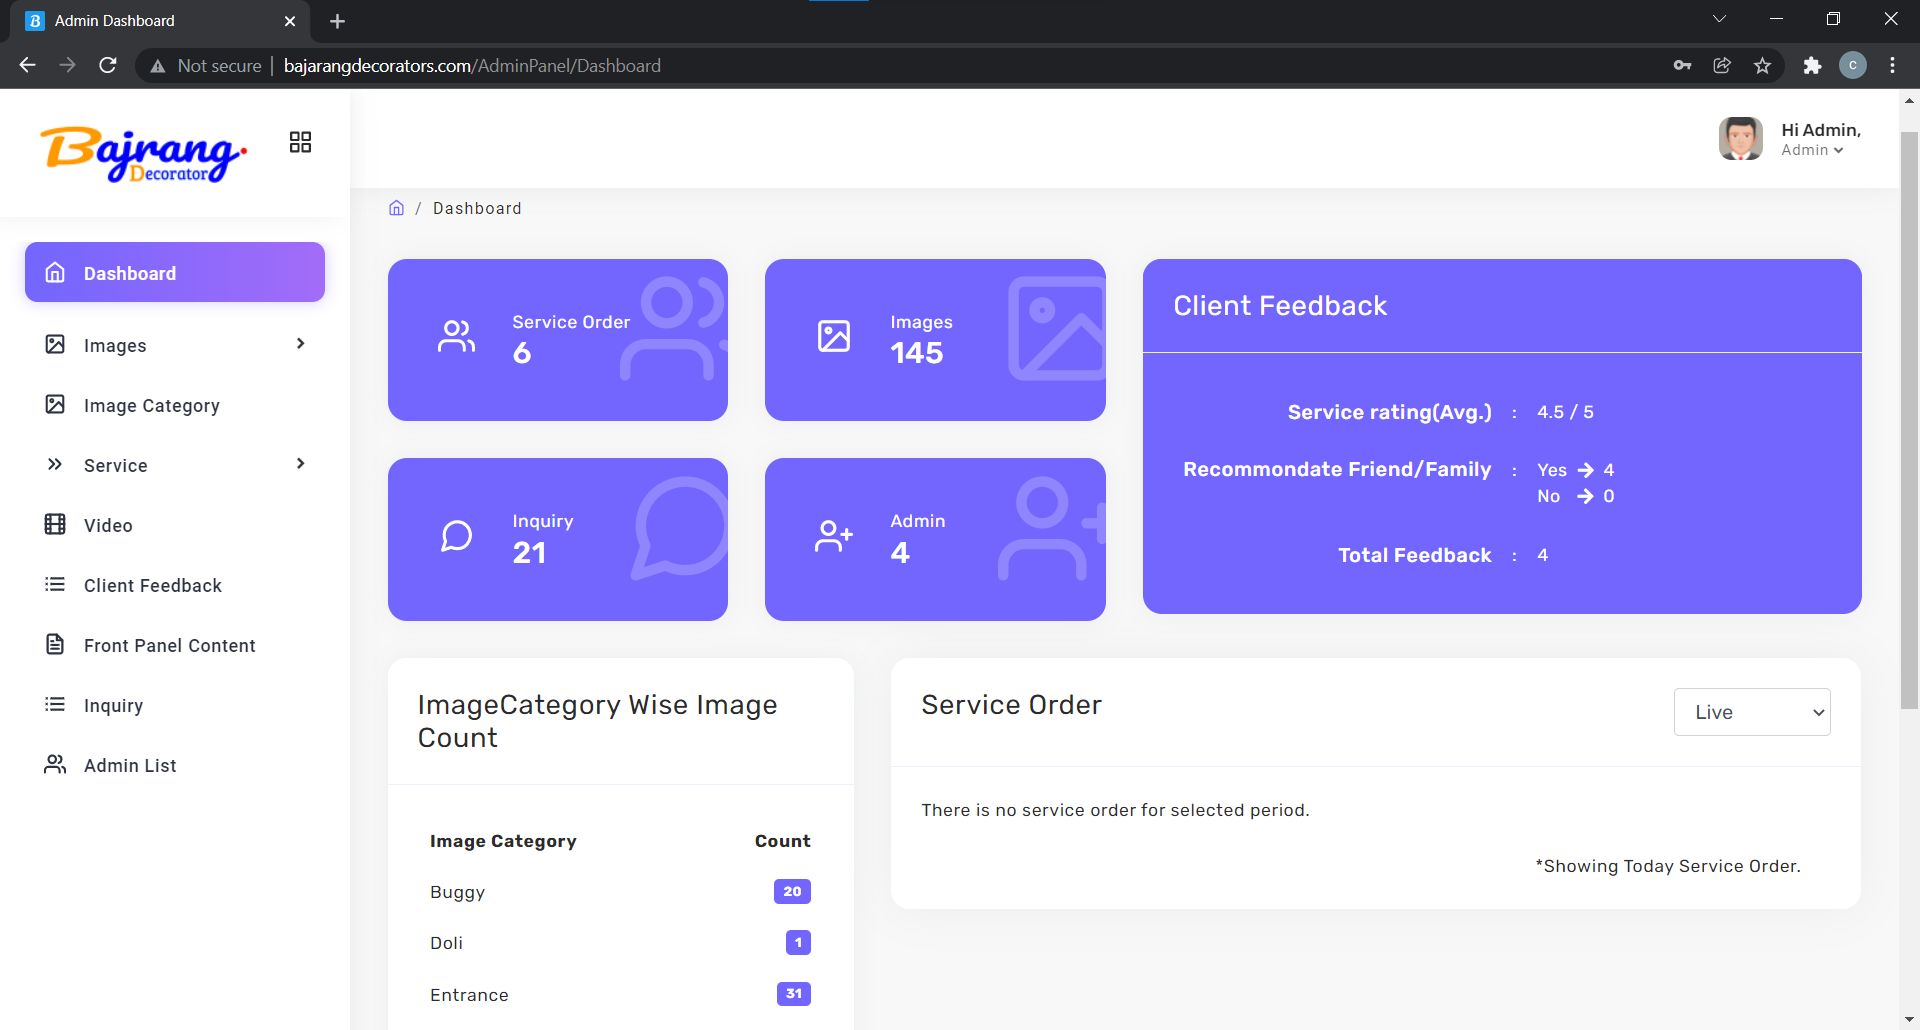 Admin Dashboard
Not secure | bajarangdecorators.com/AdminPanel/Dashboard
C
Bajrang
Decorator
Hi Admin,
Admin
/ Dashboard
Dashboard
Images
Image Category
Service
Video
Client Feedback
Front Panel Content
Inquiry
Admin List
Service Order
6
Images
145
Inquiry
21
Admin
4
Client Feedback
Service rating(Avg.) : 4.5 / 5
Recommondate Friend/Family : Yes → 4
No → 0
Total Feedback : 4
ImageCategory Wise Image
Count
Image Category Count
Buggy 20
Doli 1
Entrance 31
Service Order
Live
There is no service order for selected period.
*Showing Today Service Order.